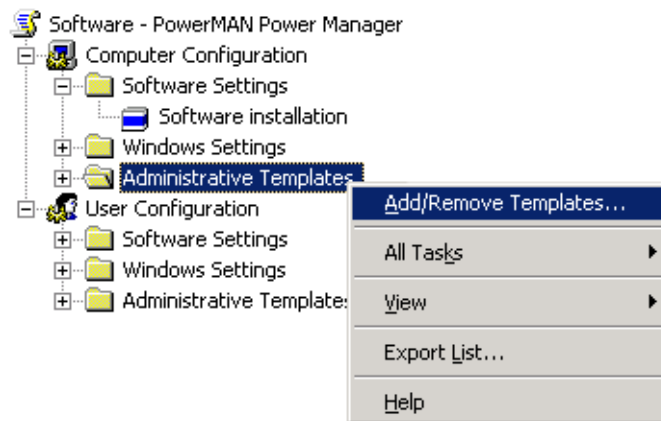 Software - PowerMAN Power Manager
Computer Configuration
Software Settings
Software installation
Windows Settings
Administrative Templates
User Configuration
Software Settings
Windows Settings
Administrative Template
Add/Remove Templates...
All Tasks
View
Export List...
Help